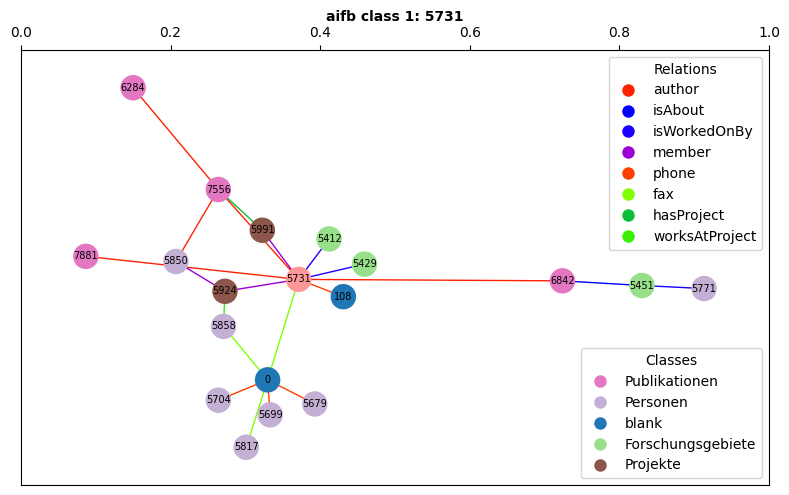 aifb class 1: 5731
0.0 0.2 0.4 0.6 0.8 1.0
Relations
author
isAbout
isWorkedOnBy
member
phone
fax
hasProject
worksAtProject
6284
7556
5991
5412
7881
5850
5429
5731
6842
5451
5771
5924
108
5858
0
5704
5699
5679
5817
Classes
Publikationen
Personen
blank
Forschungsgebiete
Projekte